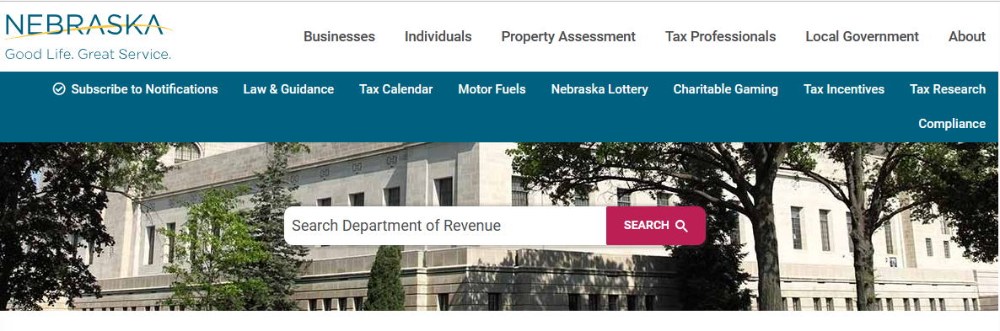 NEBRASKA
Good Life. Great Service.
Businesses Individuals Property Assessment Tax Professionals Local Government About
Subscribe to Notifications Law & Guidance Tax Calendar Motor Fuels Nebraska Lottery Charitable Gaming Tax Incentives Tax Research
Compliance
Search Department of Revenue SEARCH